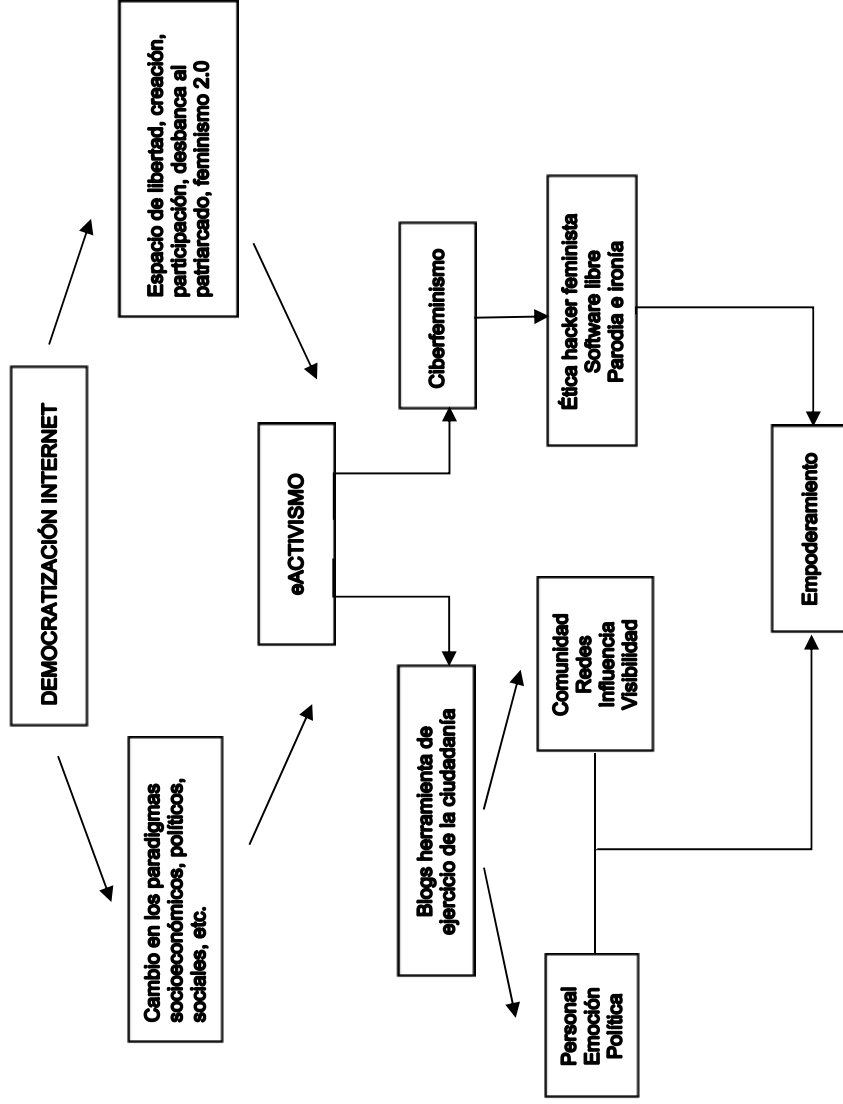 DEMOCRATIZACIÓN INTERNET
Cambio en los paradigmas
socioeconómicos, políticos,
sociales, etc.
Espacio de libertad, creación,
participación, desbanca al
patriarcado, feminismo 2.0
eACTIVISMO
Blogs herramienta de
ejercicio de la ciudadanía
Ciberfeminismo
Personal
Emoción
Política
Comunidad
Redes
Influencia
Visibilidad
Ética hacker feminista
Software libre
Parodia e ironía
Empoderamiento